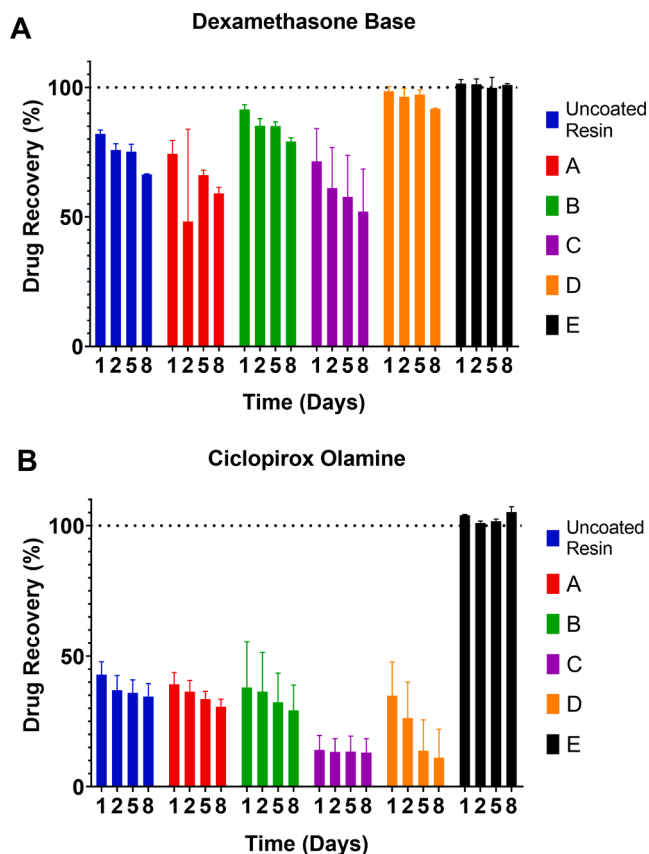 A
Dexamethasone Base
Drug Recovery (%)
100
50
0
1 2 5 8 1 2 5 8 1 2 5 8 1 2 5 8 1 2 5 8 1 2 5 8
Time (Days)
Uncoated
Resin
A
B
C
D
E
B
Ciclopirox Olamine
Drug Recovery (%)
100
50
0
1 2 5 8 1 2 5 8 1 2 5 8 1 2 5 8 1 2 5 8 1 2 5 8
Time (Days)
Uncoated
Resin
A
B
C
D
E